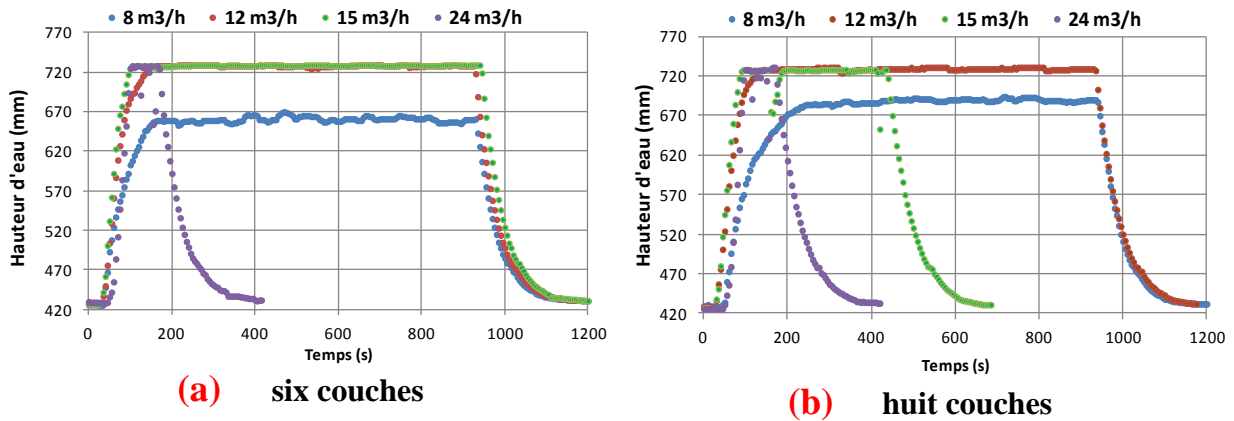 8 m3/h 12 m3/h 15 m3/h 24 m3/h
770
720
670
620
570
520
470
420
0 200 400 600 800 1000 1200
Hauteur d'eau (mm)
Temps (s)
(a) six couches
8 m3/h 12 m3/h 15 m3/h 24 m3/h
770
720
670
620
570
520
470
420
0 200 400 600 800 1000 1200
Hauteur d'eau (mm)
Temps (s)
(b) huit couches